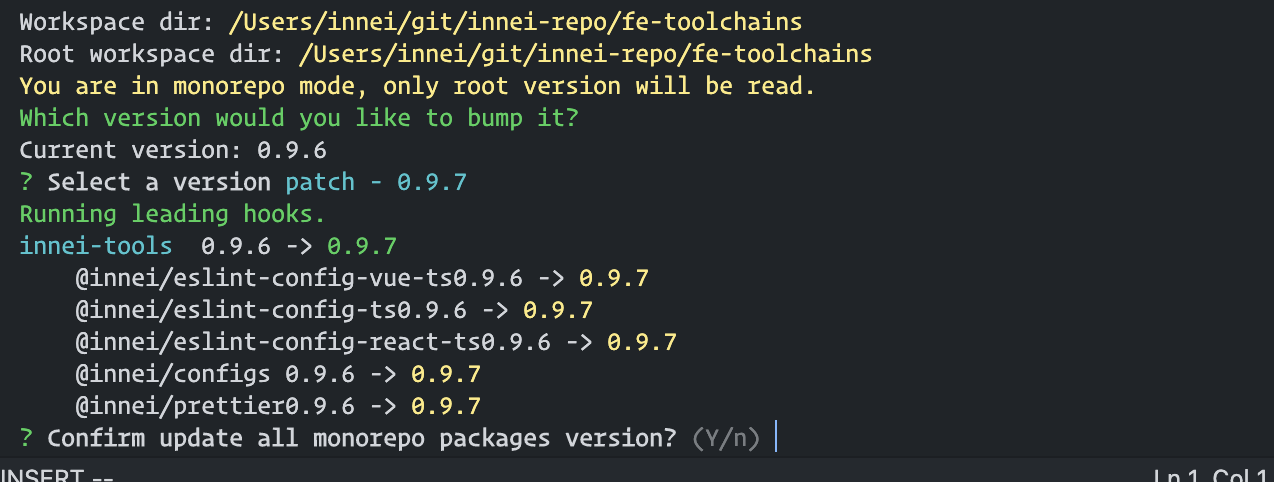 Workspace dir: /Users/innei/git/innei-repo/fe-toolchains
Root workspace dir: /Users/innei/git/innei-repo/fe-toolchains
You are in monorepo mode, only root version will be read.
Which version would you like to bump it?
Current version: 0.9.6
? Select a version patch - 0.9.7
Running leading hooks.
innei-tools  0.9.6 -> 0.9.7
    @innei/eslint-config-vue-ts0.9.6 -> 0.9.7
    @innei/eslint-config-ts0.9.6 -> 0.9.7
    @innei/eslint-config-react-ts0.9.6 -> 0.9.7
    @innei/configs 0.9.6 -> 0.9.7
    @innei/prettier0.9.6 -> 0.9.7
? Confirm update all monorepo packages version? (Y/n)
INSERT -- Ln 1, Col 1